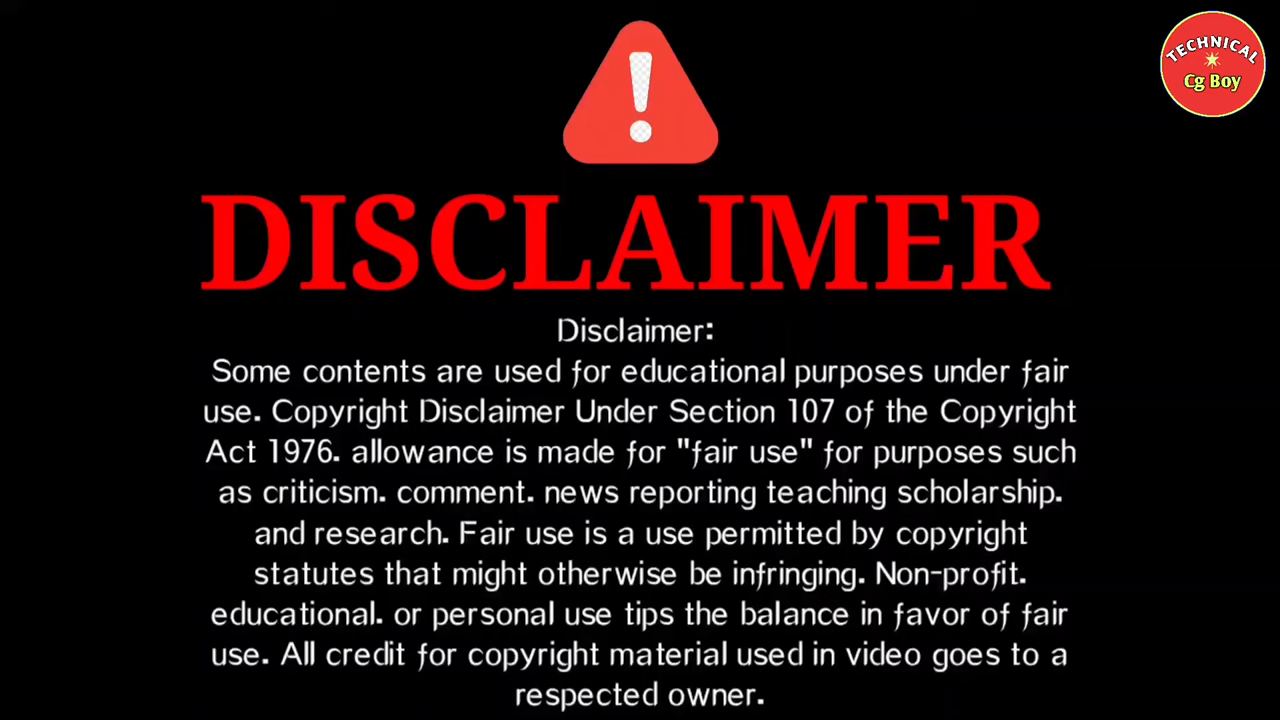 TECHNICAL
Cg Boy
DISCLAIMER
Disclaimer:
Some contents are used for educational purposes under fair
use. Copyright Disclaimer Under Section 107 of the Copyright
Act 1976. allowance is made for "fair use" for purposes such
as criticism. comment. news reporting teaching scholarship.
and research. Fair use is a use permitted by copyright
statutes that might otherwise be infringing. Non-profit.
educational. or personal use tips the balance in favor of fair
use. All credit for copyright material used in video goes to a
respected owner.